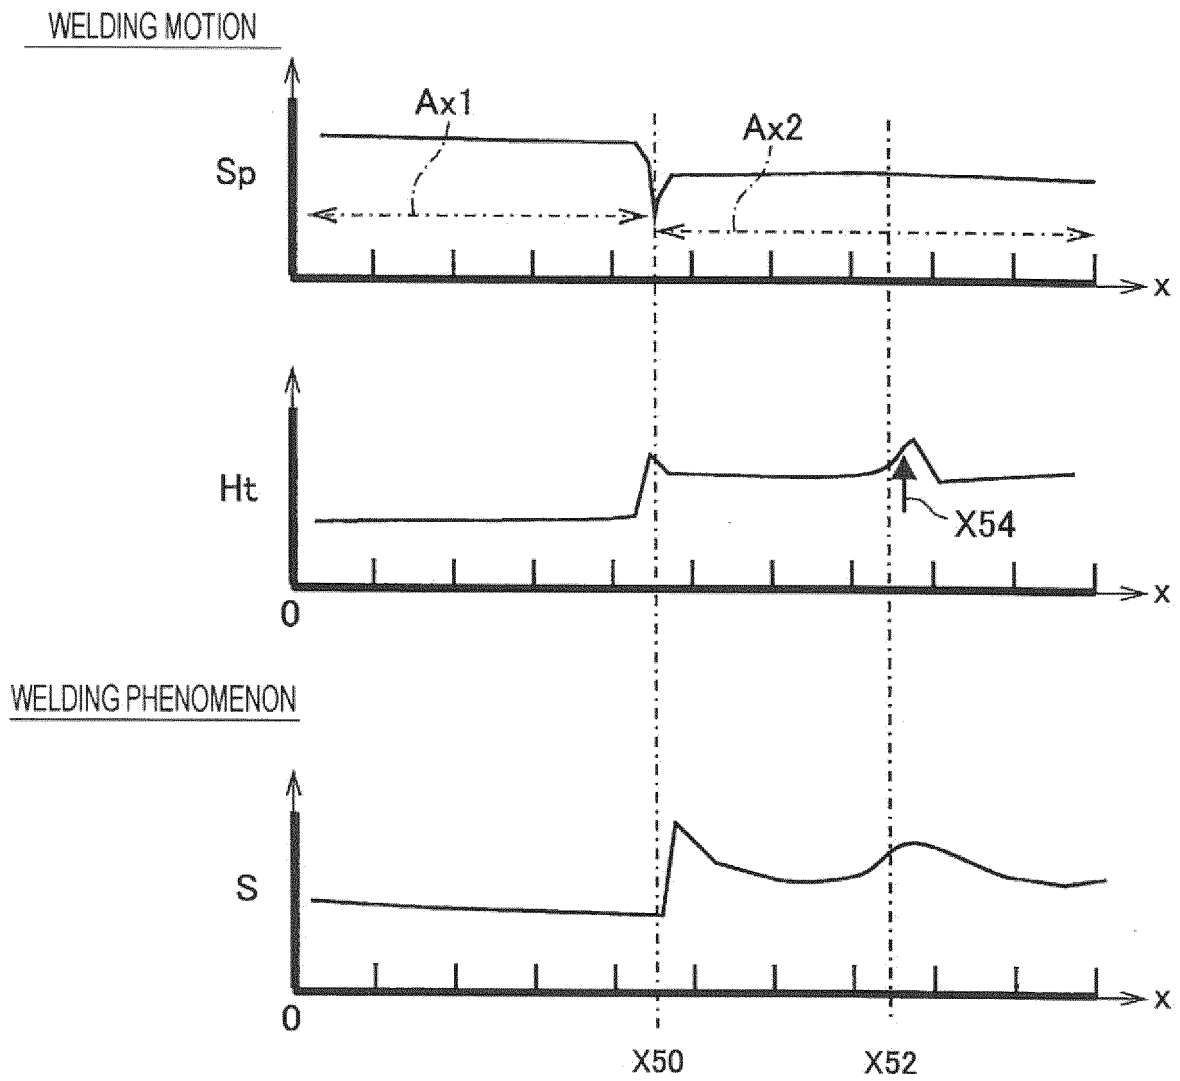 WELDING MOTION
Ax1
Ax2
Sp
x
Ht
X54
0
x
WELDING PHENOMENON
S
0
x
X50
X52